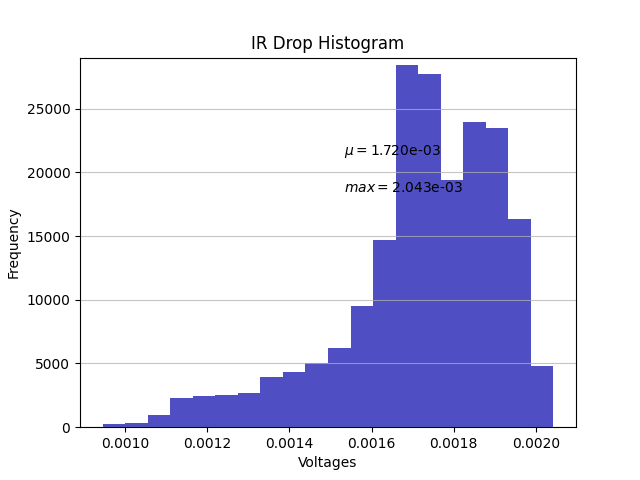 IR Drop Histogram
25000
20000
15000
10000
5000
0
Frequency
μ = 1.720e-03
max = 2.043e-03
0.0010 0.0012 0.0014 0.0016 0.0018 0.0020
Voltages